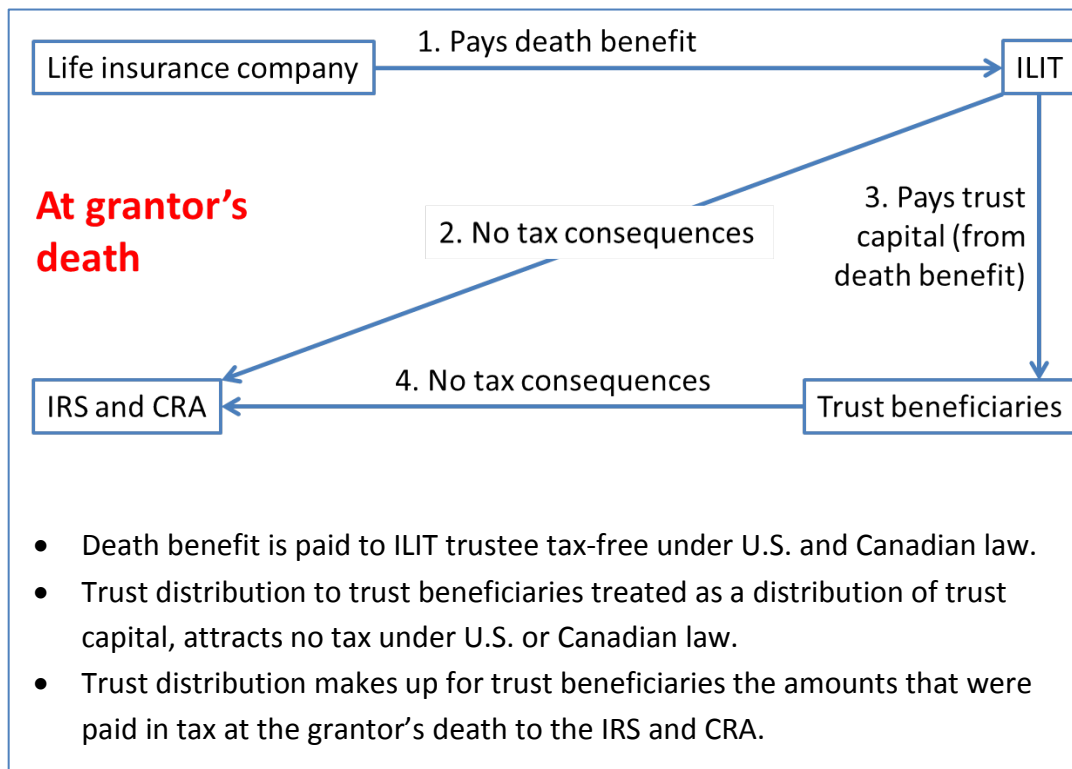 1. Pays death benefit
Life insurance company
ILIT
At grantor’s
death
3. Pays trust
capital (from
death benefit)
2. No tax consequences
4. No tax consequences
IRS and CRA
Trust beneficiaries
• Death benefit is paid to ILIT trustee tax-free under U.S. and Canadian law.
• Trust distribution to trust beneficiaries treated as a distribution of trust
capital, attracts no tax under U.S. or Canadian law.
• Trust distribution makes up for trust beneficiaries the amounts that were
paid in tax at the grantor’s death to the IRS and CRA.